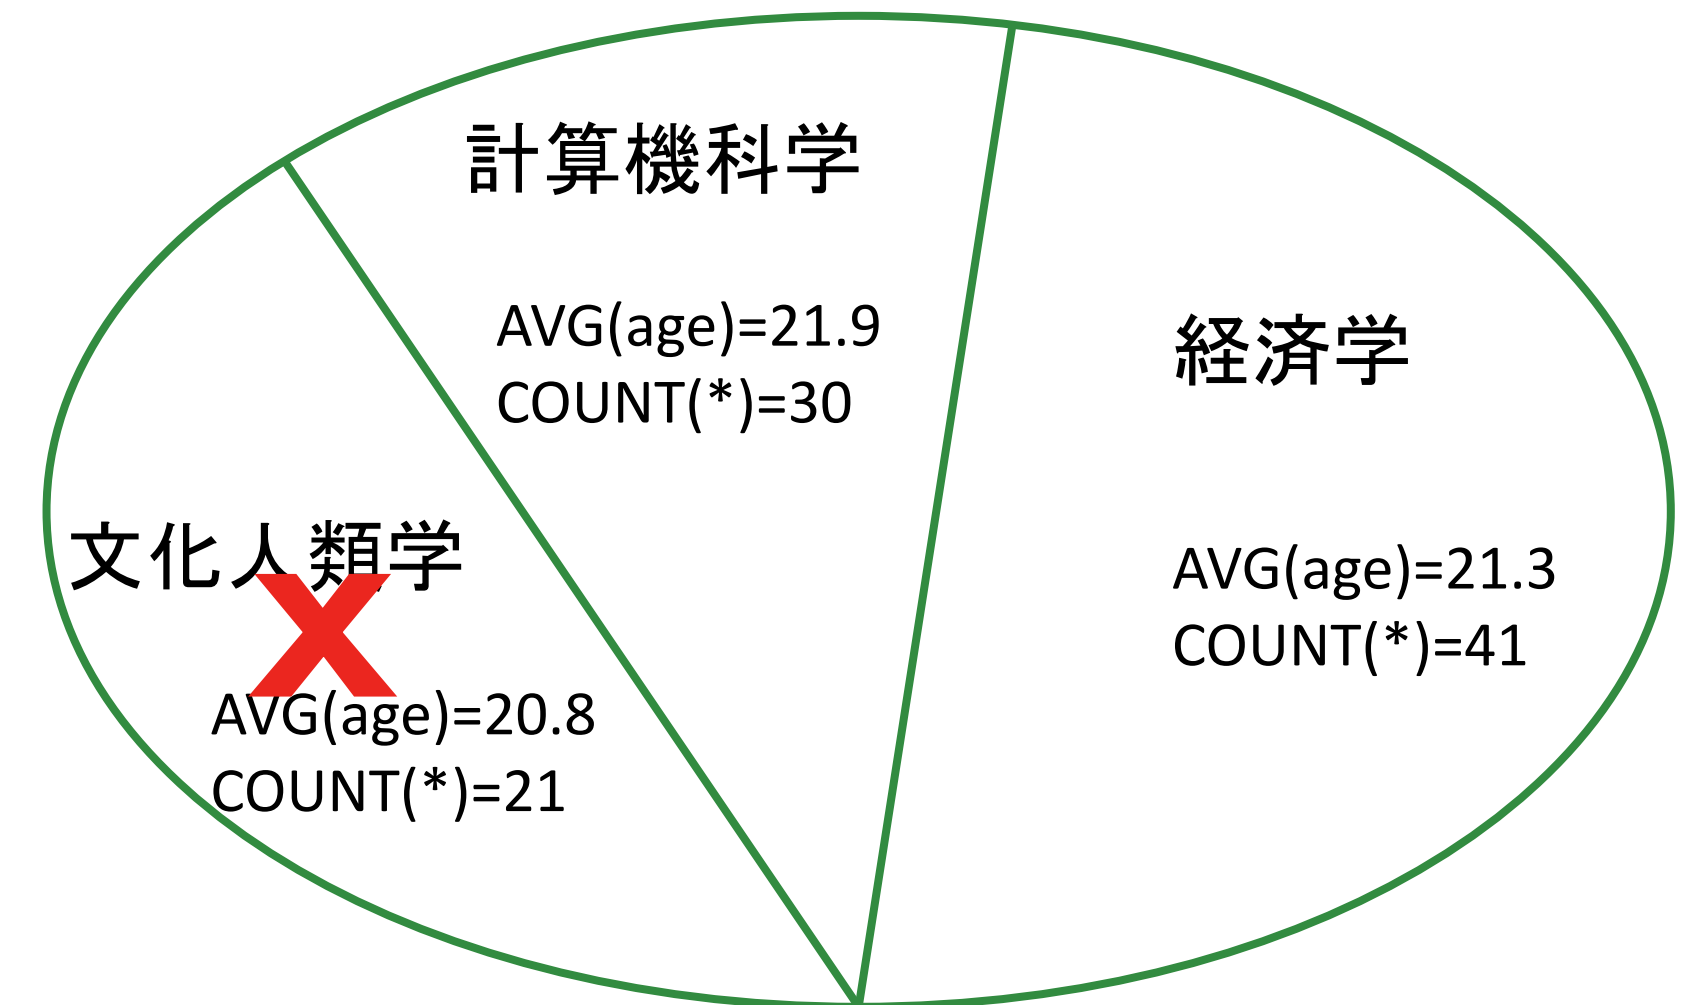 計算機科学
AVG(age)=21.9
COUNT(*)=30
経済学
AVG(age)=21.3
COUNT(*)=41
文化人類学
X
AVG(age)=20.8
COUNT(*)=21